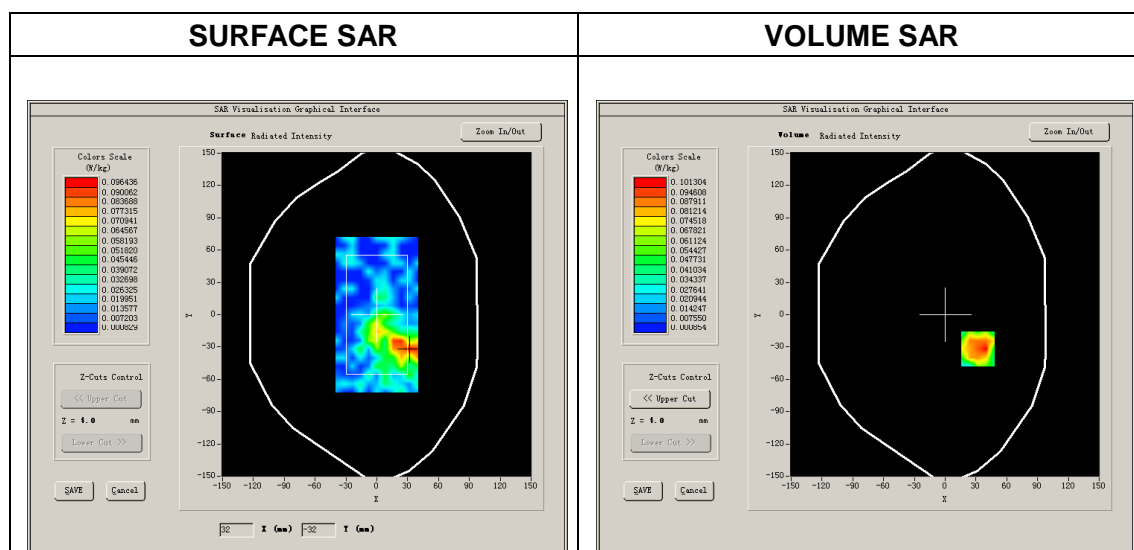 SURFACE SAR
VOLUME SAR
SAR Visualisation Graphical Interface
Surface Radiated Intensity
Zoom In/Out
Colors Scale
(W/kg)
0.096436
0.090062
0.083688
0.077315
0.070941
0.064567
0.058193
0.051820
0.045446
0.039072
0.032698
0.026325
0.019951
0.013577
0.007203
0.000829
Z-Cuts Control
<< Upper Cut
Z = 4.0 mm
Lower Cut >>
SAVE Cancel
150
120
90
60
30
0
-30
-60
-90
-120
-150
Y
-150 -120 -90 -60 -30 0 30 60 90 120 150
X
32 X (mm) -32 Y (mm)
SAR Visualisation Graphical Interface
Volume Radiated Intensity
Zoom In/Out
Colors Scale
(W/kg)
0.101304
0.094608
0.087911
0.081214
0.074518
0.067821
0.061124
0.054427
0.047731
0.041034
0.034337
0.027641
0.020944
0.014247
0.007550
0.000854
Z-Cuts Control
<< Upper Cut
Z = 4.0 mm
Lower Cut >>
SAVE Cancel
150
120
90
60
30
0
-30
-60
-90
-120
-150
Y
-150 -120 -90 -60 -30 0 30 60 90 120 150
X